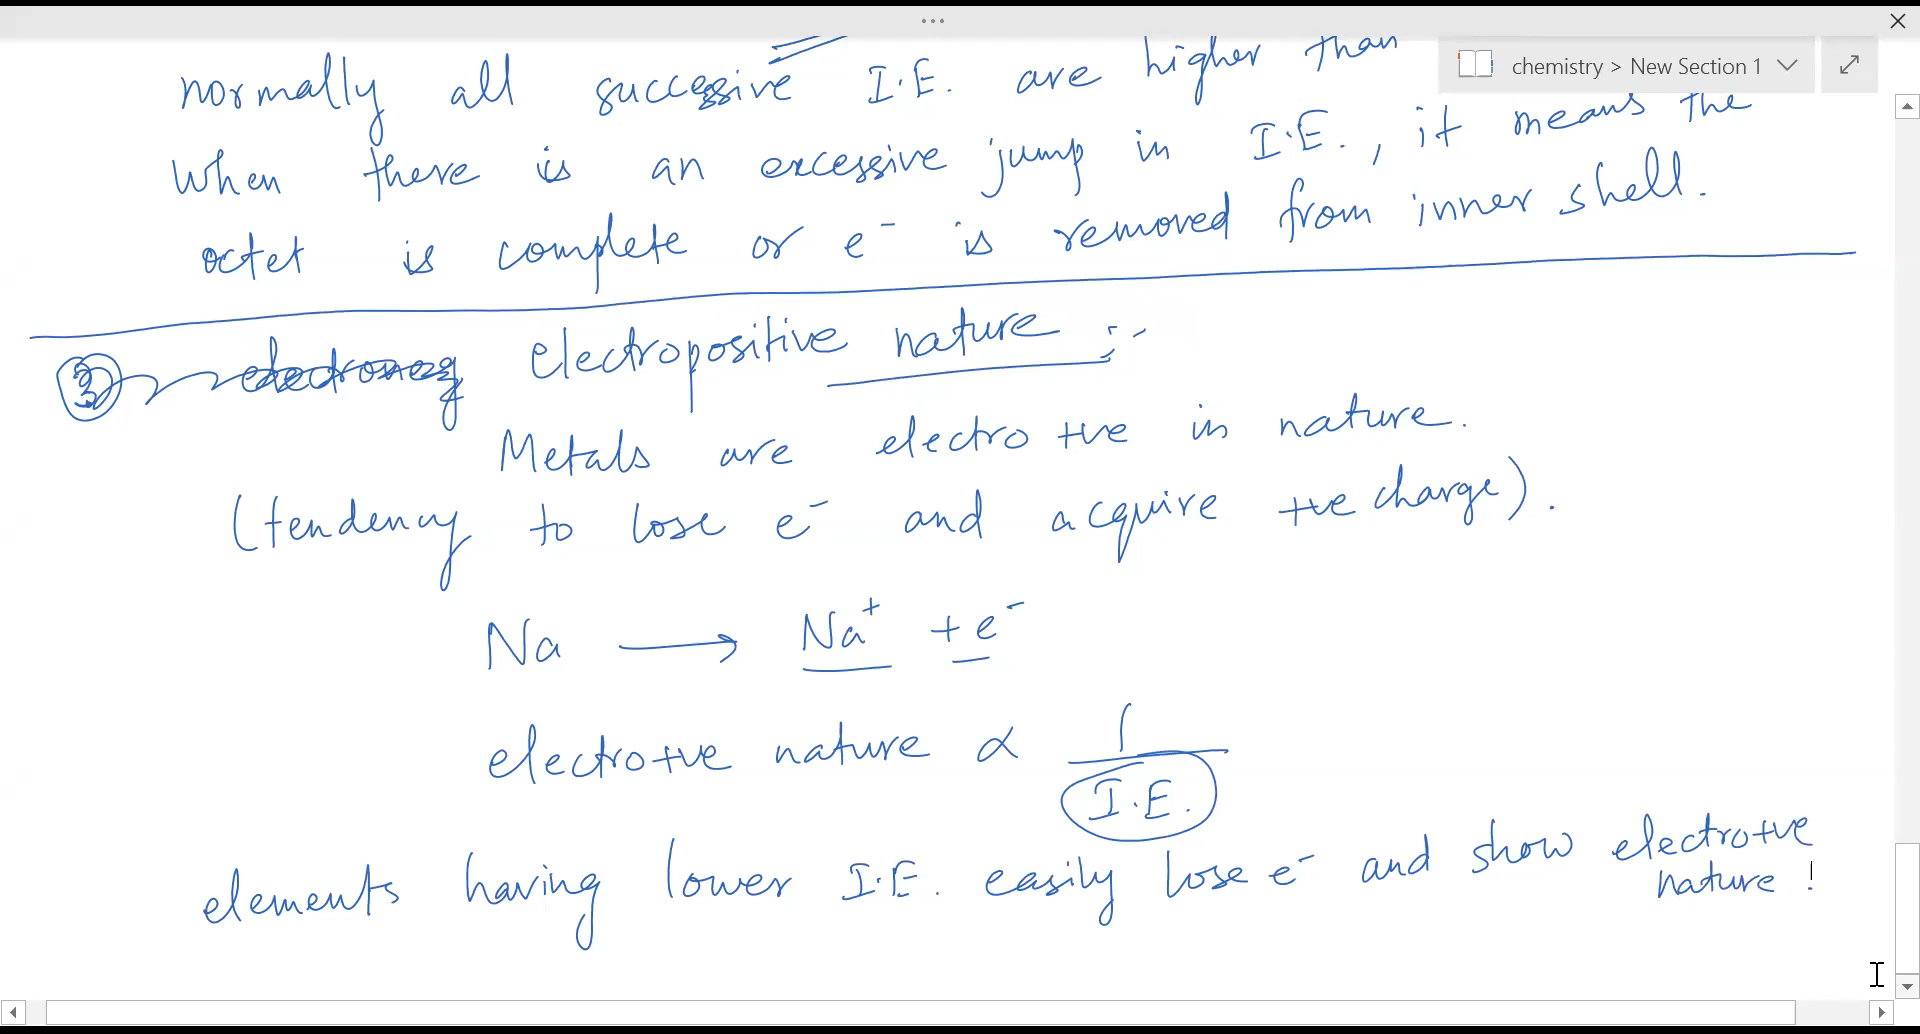 ...
chemistry > New Section 1
normally all successive I.E. are higher than
When there is an excessive jump in I.E., it means the
octet is complete or e⁻ is removed from inner shell.
③ electroneg electropositive nature :-
Metals are electro +ve in nature.
(tendency to lose e⁻ and acquire +ve charge).
Na ⟶ Na⁺ + e⁻
electro+ve nature ∝ 1/I.E.
elements having lower I.E. easily lose e⁻ and show electro+ve
nature !